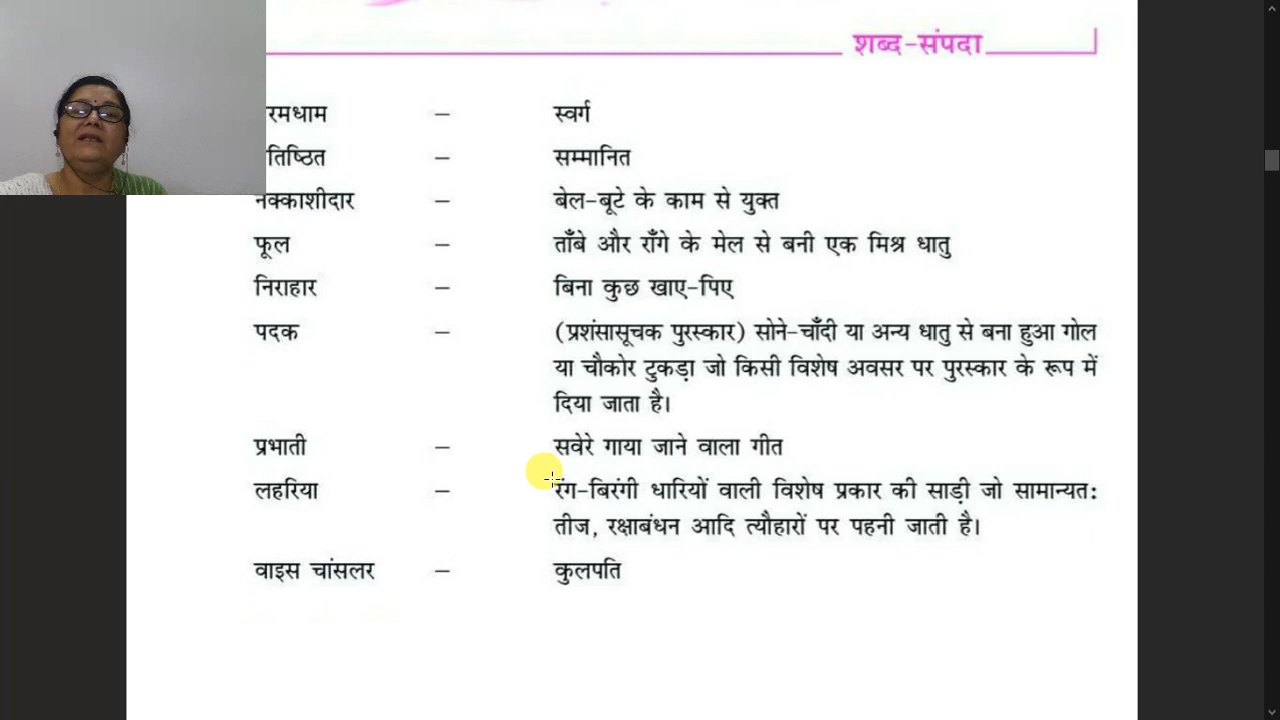 शब्द-संपदा
रमधाम – स्वर्ग
तिष्ठित – सम्मानित
नक्काशीदार – बेल-बूटे के काम से युक्त
फूल – ताँबे और राँगे के मेल से बनी एक मिश्र धातु
निराहार – बिना कुछ खाए-पिए
पदक – (प्रशंसासूचक पुरस्कार) सोने-चाँदी या अन्य धातु से बना हुआ गोल
या चौकोर टुकड़ा जो किसी विशेष अवसर पर पुरस्कार के रूप में
दिया जाता है।
प्रभाती – सवेरे गाया जाने वाला गीत
लहरिया – रंग-बिरंगी धारियों वाली विशेष प्रकार की साड़ी जो सामान्यत:
तीज, रक्षाबंधन आदि त्यौहारों पर पहनी जाती है।
वाइस चांसलर – कुलपति